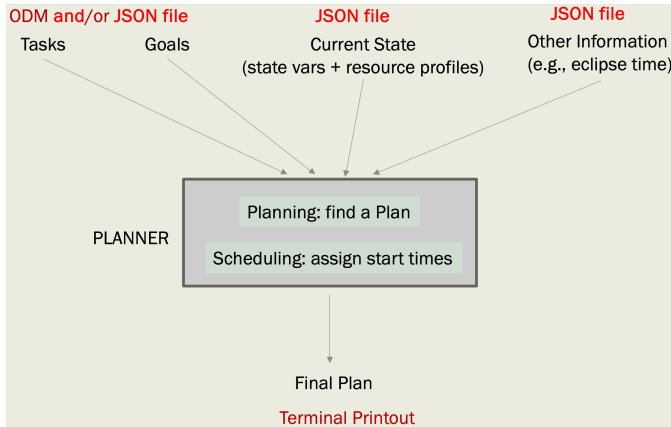 ODM and/or JSON file
JSON file
JSON file
Tasks
Goals
Current State
(state vars + resource profiles)
Other Information
(e.g., eclipse time)
PLANNER
Planning: find a Plan
Scheduling: assign start times
Final Plan
Terminal Printout